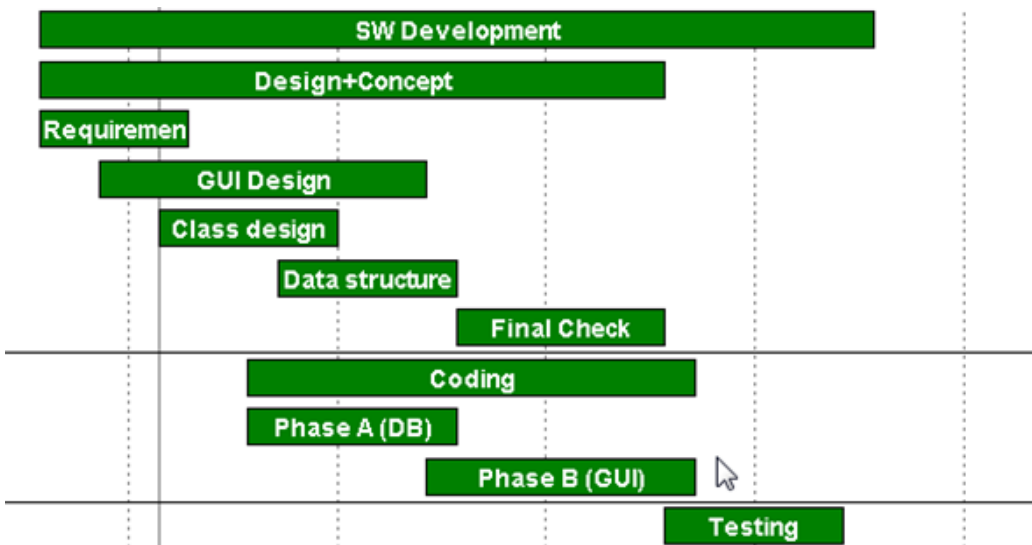 SW Development
Design+Concept
Requiremen
GUI Design
Class design
Data structure
Final Check
Coding
Phase A (DB)
Phase B (GUI)
Testing